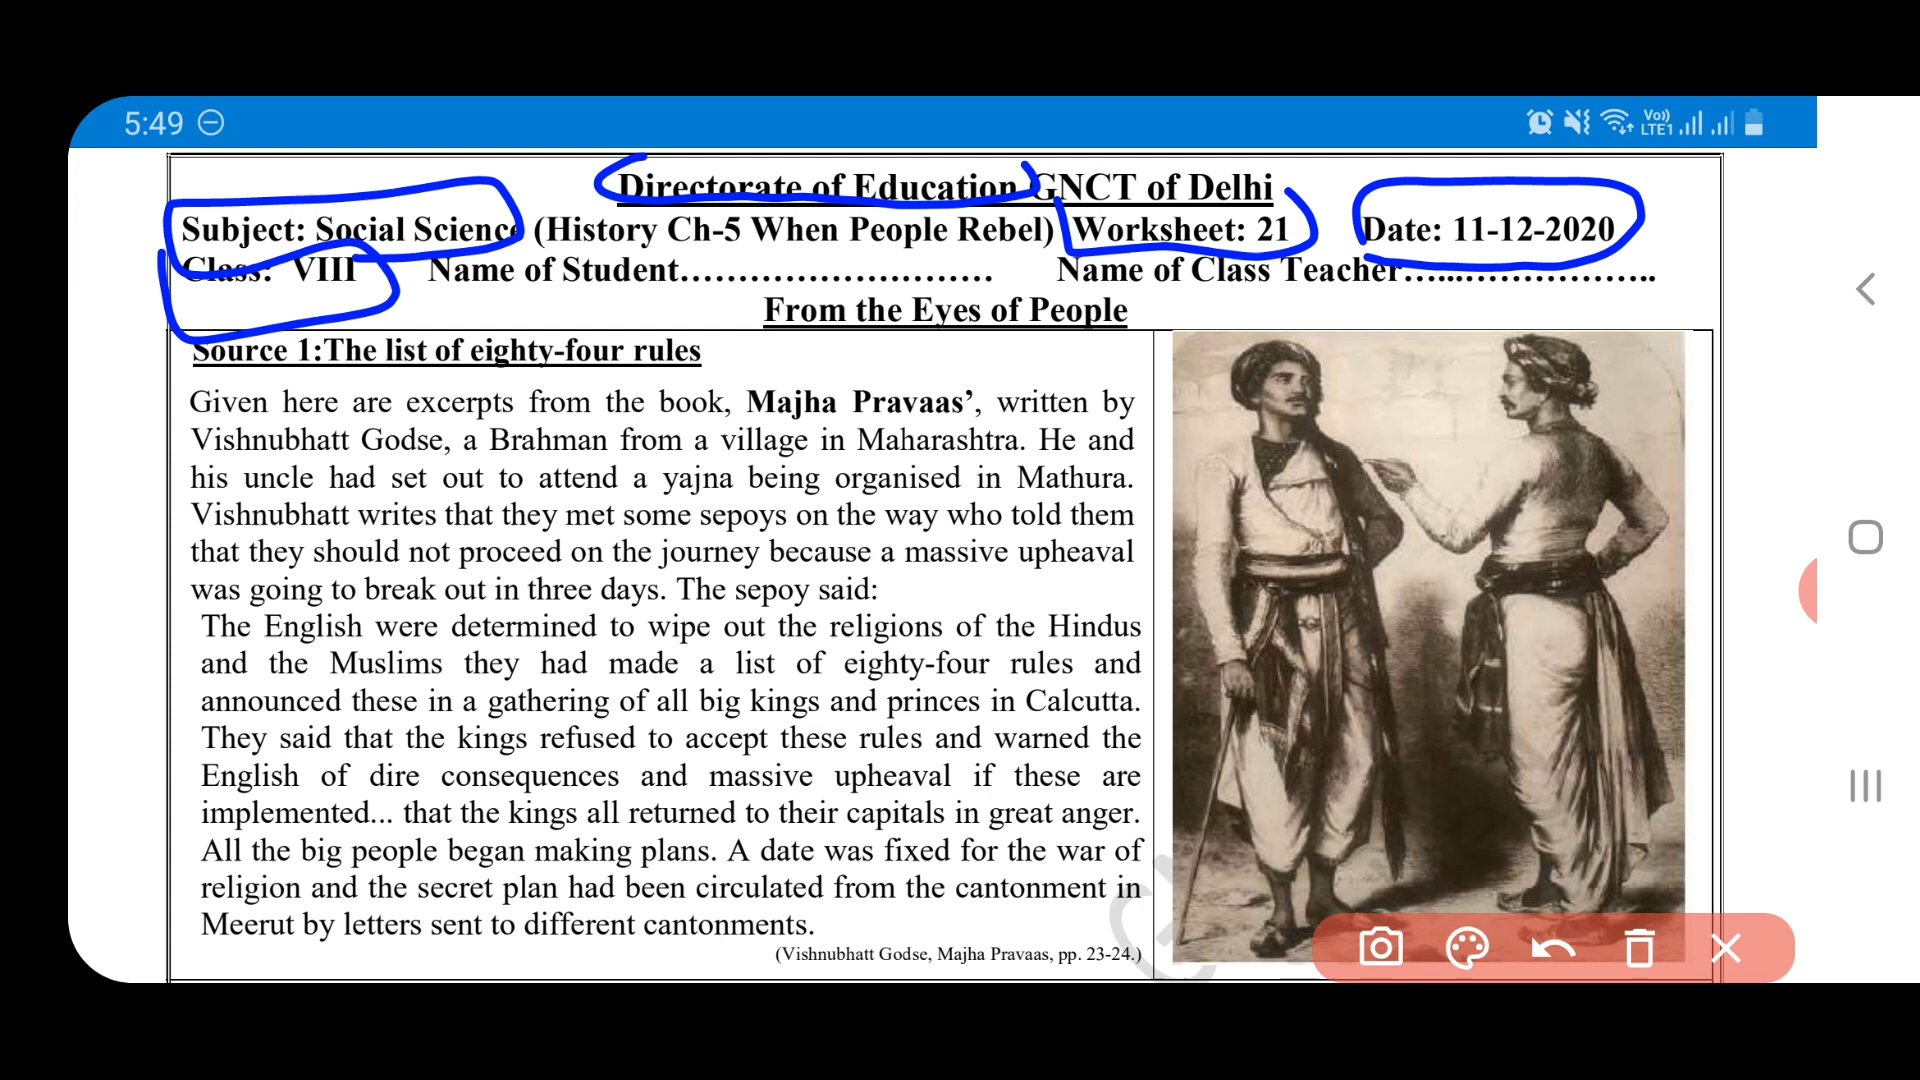 5:49
Vo))
LTE1
Directorate of Education GNCT of Delhi
Subject: Social Science (History Ch-5 When People Rebel) Worksheet: 21 Date: 11-12-2020
Class: VIII Name of Student………………………… Name of Class Teacher…...………………..
From the Eyes of People
Source 1:The list of eighty-four rules
Given here are excerpts from the book, Majha Pravaas’, written by
Vishnubhatt Godse, a Brahman from a village in Maharashtra. He and
his uncle had set out to attend a yajna being organised in Mathura.
Vishnubhatt writes that they met some sepoys on the way who told them
that they should not proceed on the journey because a massive upheaval
was going to break out in three days. The sepoy said:
The English were determined to wipe out the religions of the Hindus
and the Muslims they had made a list of eighty-four rules and
announced these in a gathering of all big kings and princes in Calcutta.
They said that the kings refused to accept these rules and warned the
English of dire consequences and massive upheaval if these are
implemented... that the kings all returned to their capitals in great anger.
All the big people began making plans. A date was fixed for the war of
religion and the secret plan had been circulated from the cantonment in
Meerut by letters sent to different cantonments.
(Vishnubhatt Godse, Majha Pravaas, pp. 23-24.)